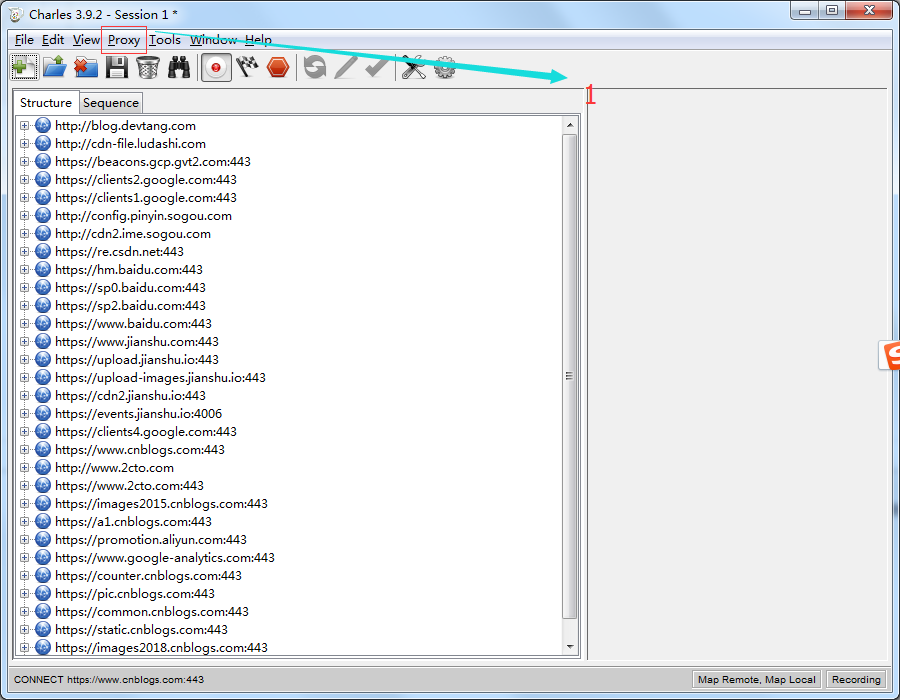 Charles 3.9.2 - Session 1 *
File Edit View Proxy Tools Window Help
1
Structure Sequence
http://blog.devtang.com
http://cdn-file.ludashi.com
https://beacons.gcp.gvt2.com:443
https://clients2.google.com:443
https://clients1.google.com:443
http://config.pinyin.sogou.com
http://cdn2.ime.sogou.com
https://re.csdn.net:443
https://hm.baidu.com:443
https://sp0.baidu.com:443
https://sp2.baidu.com:443
https://www.baidu.com:443
https://www.jianshu.com:443
https://upload.jianshu.io:443
https://upload-images.jianshu.io:443
https://cdn2.jianshu.io:443
https://events.jianshu.io:4006
https://clients4.google.com:443
https://www.cnblogs.com:443
http://www.2cto.com
https://www.2cto.com:443
https://images2015.cnblogs.com:443
https://a1.cnblogs.com:443
https://promotion.aliyun.com:443
https://www.google-analytics.com:443
https://counter.cnblogs.com:443
https://pic.cnblogs.com:443
https://common.cnblogs.com:443
https://static.cnblogs.com:443
https://images2018.cnblogs.com:443
CONNECT https://www.cnblogs.com:443 Map Remote, Map Local Recording